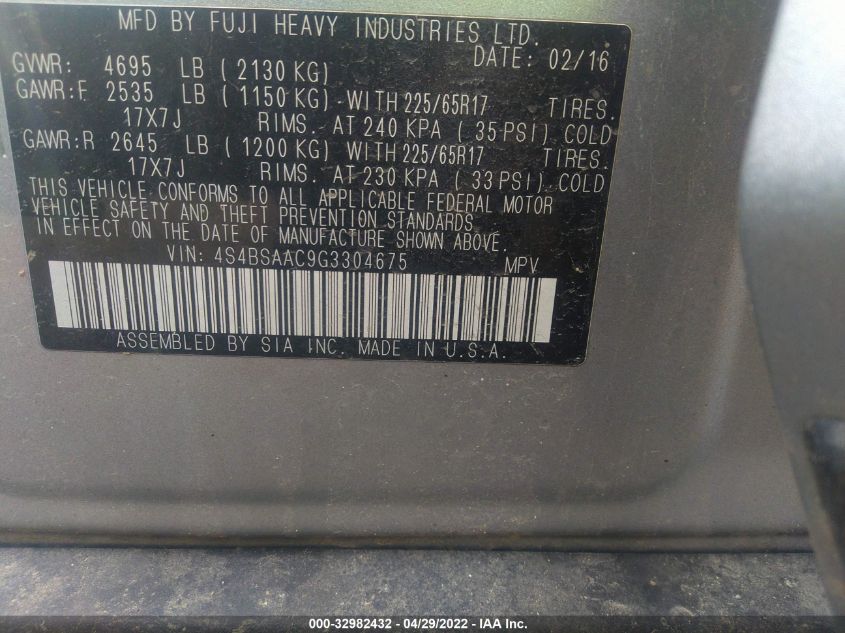 MFD BY FUJI HEAVY INDUSTRIES LTD.
DATE: 02/16
GVWR: 4695 LB ( 2130 KG)
GAWR:F 2535 LB ( 1150 KG) WITH 225/65R17 TIRES.
17X7J RIMS. AT 240 KPA ( 35 PSI) COLD
GAWR:R 2645 LB ( 1200 KG) WITH 225/65R17 TIRES.
17X7J RIMS. AT 230 KPA ( 33 PSI) COLD
THIS VEHICLE CONFORMS TO ALL APPLICABLE FEDERAL MOTOR
VEHICLE SAFETY AND THEFT PREVENTION STANDARDS
IN EFFECT ON THE DATE OF MANUFACTURE SHOWN ABOVE.
VIN: 4S4BSAAC9G3304675 MPV
ASSEMBLED BY SIA INC. MADE IN U.S.A.
000-32982432 - 04/29/2022 - IAA Inc.